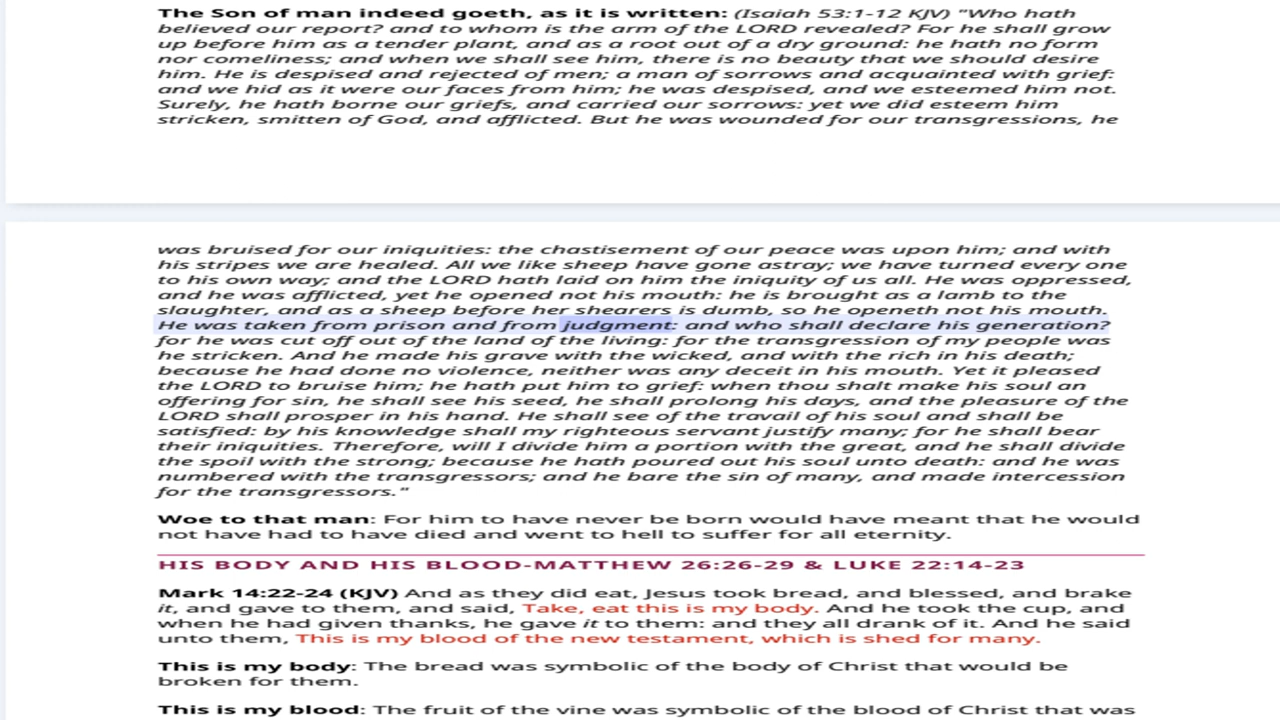 The Son of man indeed goeth, as it is written: (Isaiah 53:1-12 KJV) "Who hath
believed our report? and to whom is the arm of the LORD revealed? For he shall grow
up before him as a tender plant, and as a root out of a dry ground: he hath no form
nor comeliness; and when we shall see him, there is no beauty that we should desire
him. He is despised and rejected of men; a man of sorrows and acquainted with grief:
and we hid as it were our faces from him; he was despised, and we esteemed him not.
Surely, he hath borne our griefs, and carried our sorrows: yet we did esteem him
stricken, smitten of God, and afflicted. But he was wounded for our transgressions, he
was bruised for our iniquities: the chastisement of our peace was upon him; and with
his stripes we are healed. All we like sheep have gone astray; we have turned every one
to his own way; and the LORD hath laid on him the iniquity of us all. He was oppressed,
and he was afflicted, yet he opened not his mouth: he is brought as a lamb to the
slaughter, and as a sheep before her shearers is dumb, so he openeth not his mouth.
He was taken from prison and from judgment: and who shall declare his generation?
for he was cut off out of the land of the living: for the transgression of my people was
he stricken. And he made his grave with the wicked, and with the rich in his death;
because he had done no violence, neither was any deceit in his mouth. Yet it pleased
the LORD to bruise him; he hath put him to grief: when thou shalt make his soul an
offering for sin, he shall see his seed, he shall prolong his days, and the pleasure of the
LORD shall prosper in his hand. He shall see of the travail of his soul and shall be
satisfied: by his knowledge shall my righteous servant justify many; for he shall bear
their iniquities. Therefore, will I divide him a portion with the great, and he shall divide
the spoil with the strong; because he hath poured out his soul unto death: and he was
numbered with the transgressors; and he bare the sin of many, and made intercession
for the transgressors."
Woe to that man: For him to have never be born would have meant that he would
not have had to have died and went to hell to suffer for all eternity.
HIS BODY AND HIS BLOOD-MATTHEW 26:26-29 & LUKE 22:14-23
Mark 14:22-24 (KJV) And as they did eat, Jesus took bread, and blessed, and brake
it, and gave to them, and said, Take, eat this is my body. And he took the cup, and
when he had given thanks, he gave it to them: and they all drank of it. And he said
unto them, This is my blood of the new testament, which is shed for many.
This is my body: The bread was symbolic of the body of Christ that would be
broken for them.
This is my blood: The fruit of the vine was symbolic of the blood of Christ that was